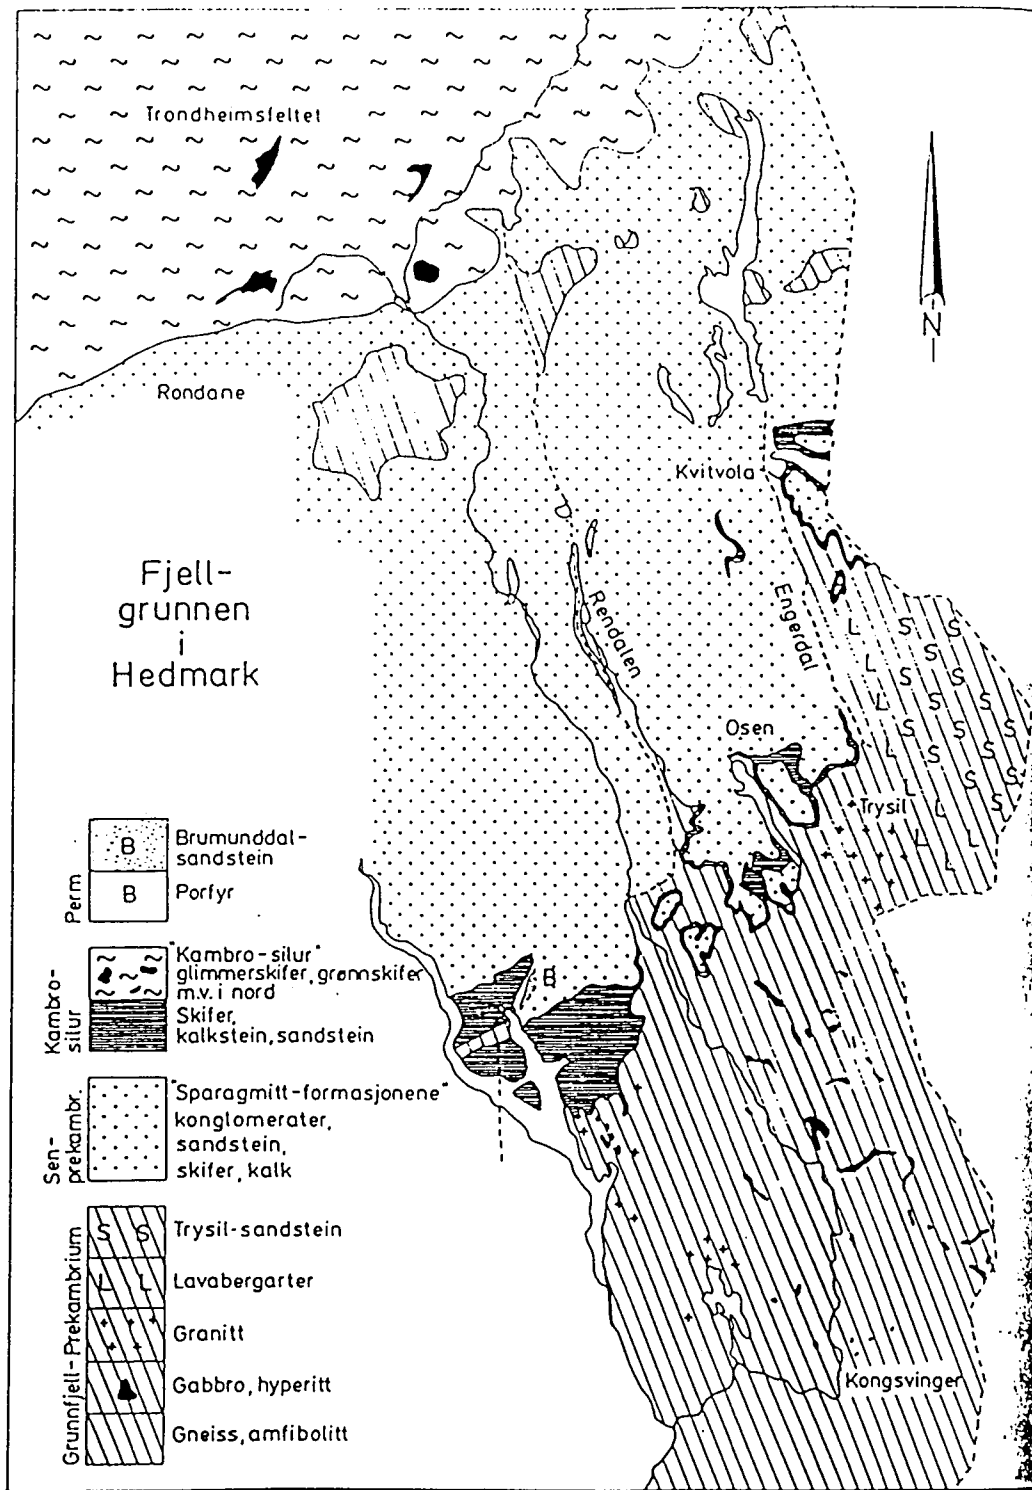 Trondheimsfeltet
Rondane
Kvitvola
Fjell-
grunnen
i
Hedmark
Rendalen
Engerdal
Osen
Trysil
Kongsvinger
N
L S S
L S
L S S
L S S
S S S
L S S S
L S S
L L L
L
B
Perm
B Brumunddal-
sandstein
B Porfyr
Kambro-
silur
"Kambro-silur"
glimmerskifer, grønnskifer
m.v. i nord
Skifer,
kalkstein, sandstein
Sen-
prekambr.
"Sparagmitt-formasjonene"
konglomerater,
sandstein,
skifer, kalk
Grunnfjell-Prekambrium
S S Trysil-sandstein
L L Lavabergarter
Granitt
Gabbro, hyperitt
Gneiss, amfibolitt